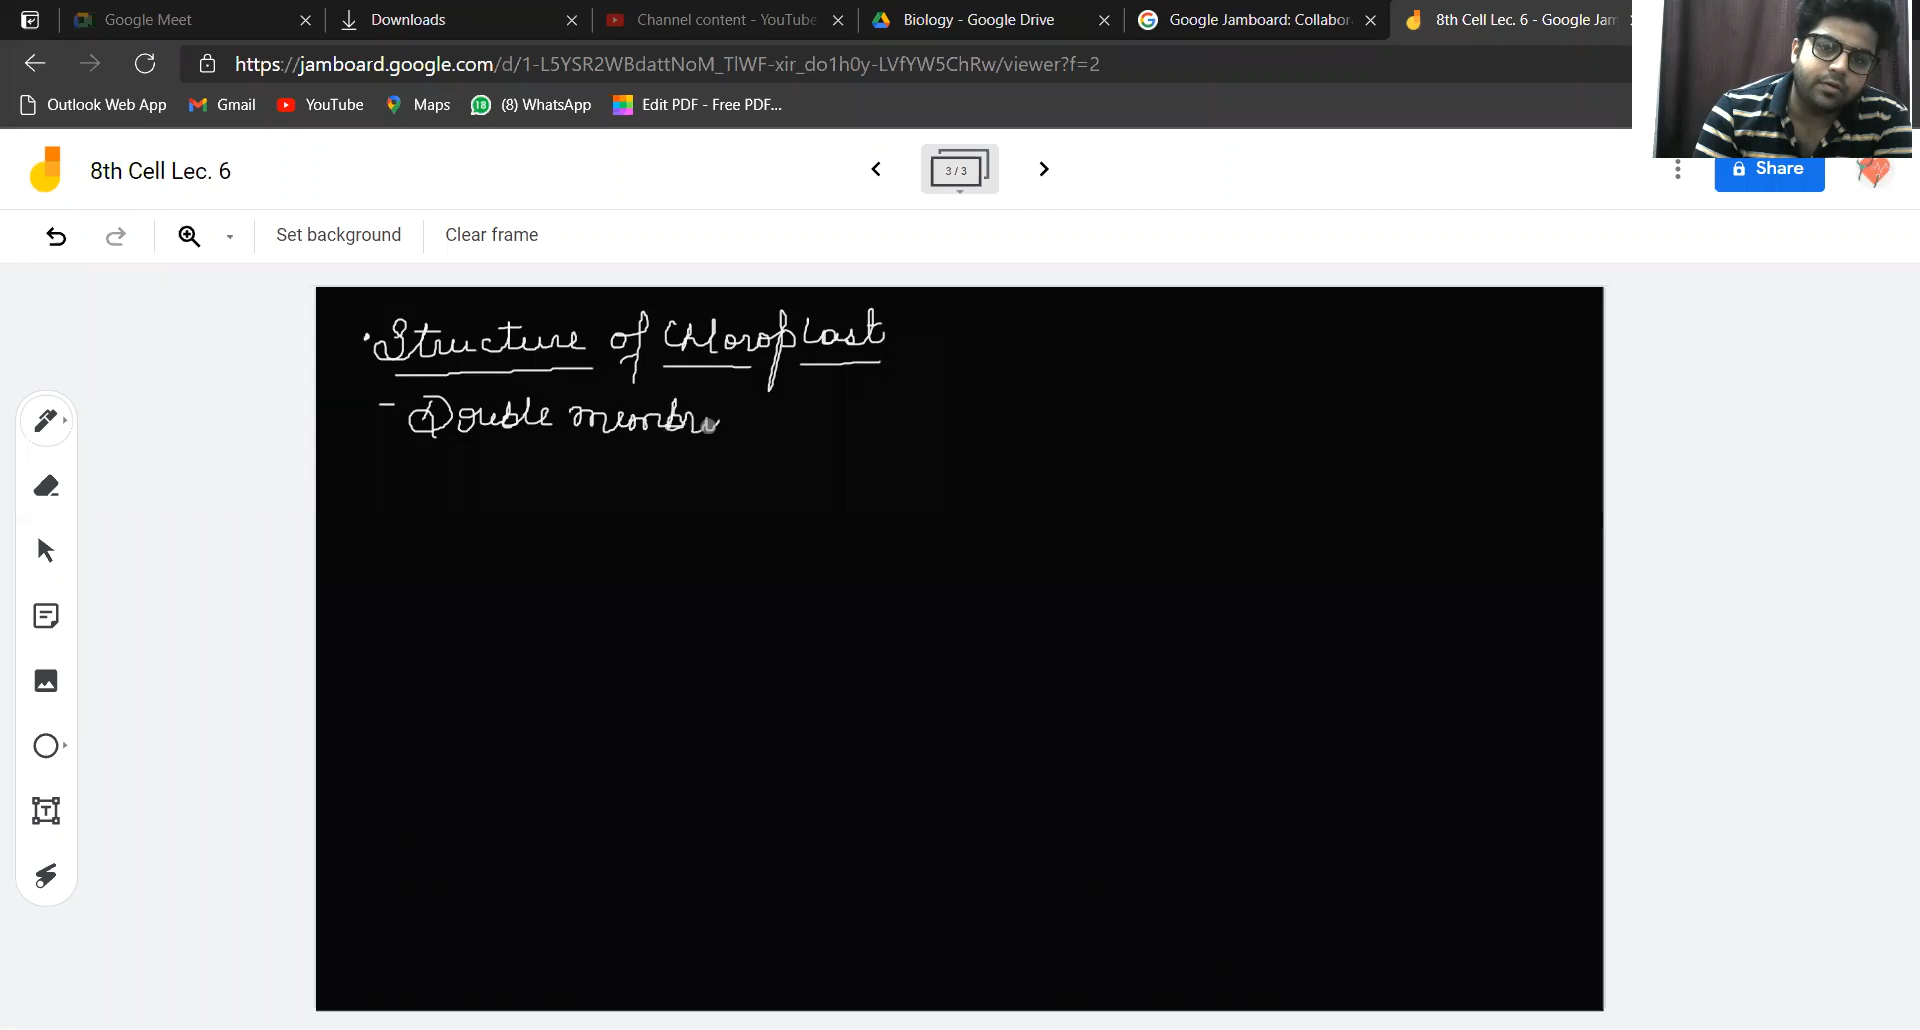 Google Meet
Downloads
Channel content - YouTube
Biology - Google Drive
Google Jamboard: Collabor
8th Cell Lec. 6 - Google Jam
https://jamboard.google.com/d/1-L5YSR2WBdattNoM_TlWF-xir_do1h0y-LVfYW5ChRw/viewer?f=2
Outlook Web App
Gmail
YouTube
Maps
18
(8) WhatsApp
Edit PDF - Free PDF...
8th Cell Lec. 6
3 / 3
Share
Set background
Clear frame
• Structure of Chloroplast
- Double membr